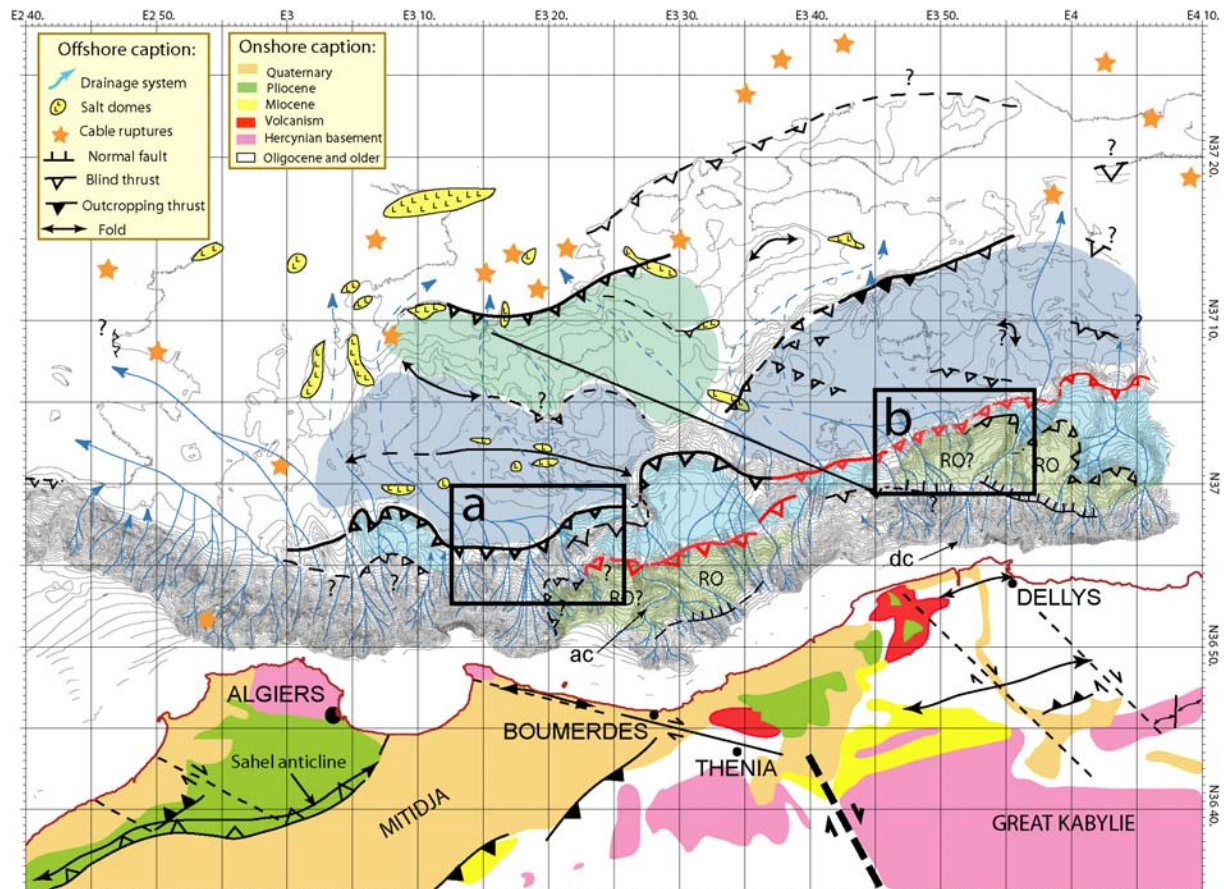 E2 40. E2 50. E3 E3 10. E3 20. E3 30. E3 40. E3 50. E4 E4 10.
Offshore caption:
Drainage system
Salt domes
Cable ruptures
Normal fault
Blind thrust
Outcropping thrust
Fold
Onshore caption:
Quaternary
Pliocene
Miocene
Volcanism
Hercynian basement
Oligocene and older
?
?
N37 20.
?
N37 10.
?
?
?
b
RO?
RO
N37
a
?
?
?
?
RO
RO?
?
dc
ac
DELLYS
N36 50.
ALGIERS
BOUMERDES
THENIA
Sahel anticline
MITIDJA
N36 40.
GREAT KABYLIE